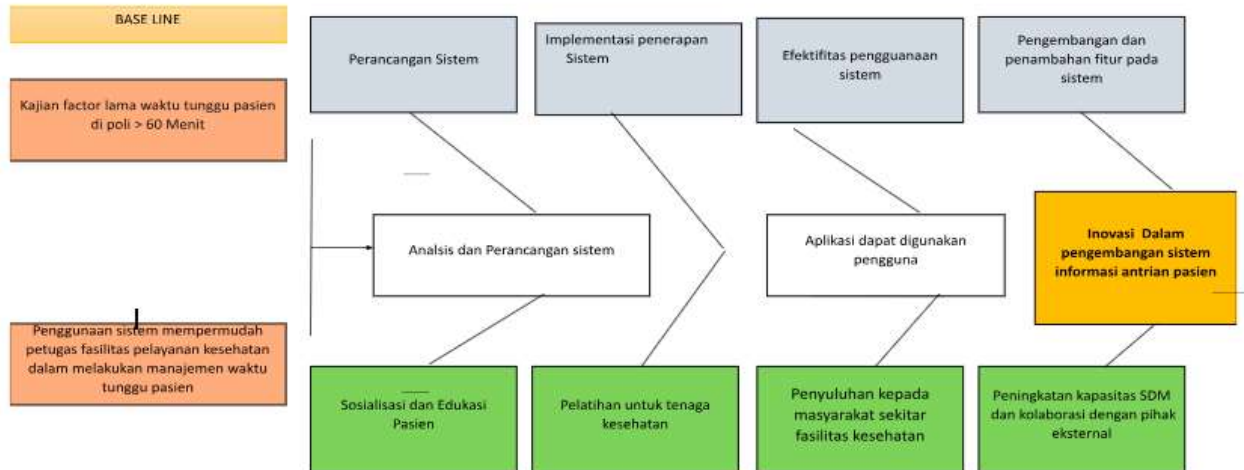 BASE LINE
Kajian factor lama waktu tunggu pasien
di poli > 60 Menit
Penggunaan sistem mempermudah
petugas fasilitas pelayanan kesehatan
dalam melakukan manajemen waktu
tunggu pasien
Perancangan Sistem
Implementasi penerapan
Sistem
Efektifitas pengguanaan
sistem
Pengembangan dan
penambahan fitur pada
sistem
Analsis dan Perancangan sistem
Aplikasi dapat digunakan
pengguna
Inovasi Dalam
pengembangan sistem
informasi antrian pasien
Sosialisasi dan Edukasi
Pasien
Pelatihan untuk tenaga
kesehatan
Penyuluhan kepada
masyarakat sekitar
fasilitas kesehatan
Peningkatan kapasitas SDM
dan kolaborasi dengan pihak
eksternal